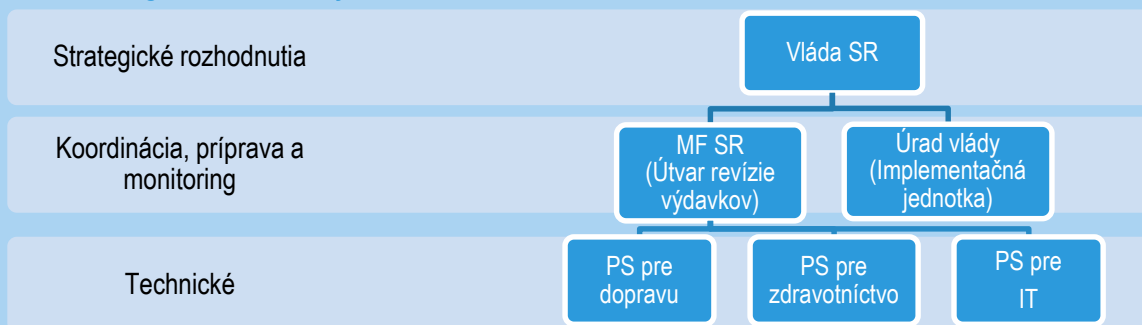 Strategické rozhodnutia
Vláda SR
Koordinácia, príprava a
monitoring
MF SR
(Útvar revízie
výdavkov)
Úrad vlády
(Implementačná
jednotka)
Technické
PS pre
dopravu
PS pre
zdravotníctvo
PS pre
IT